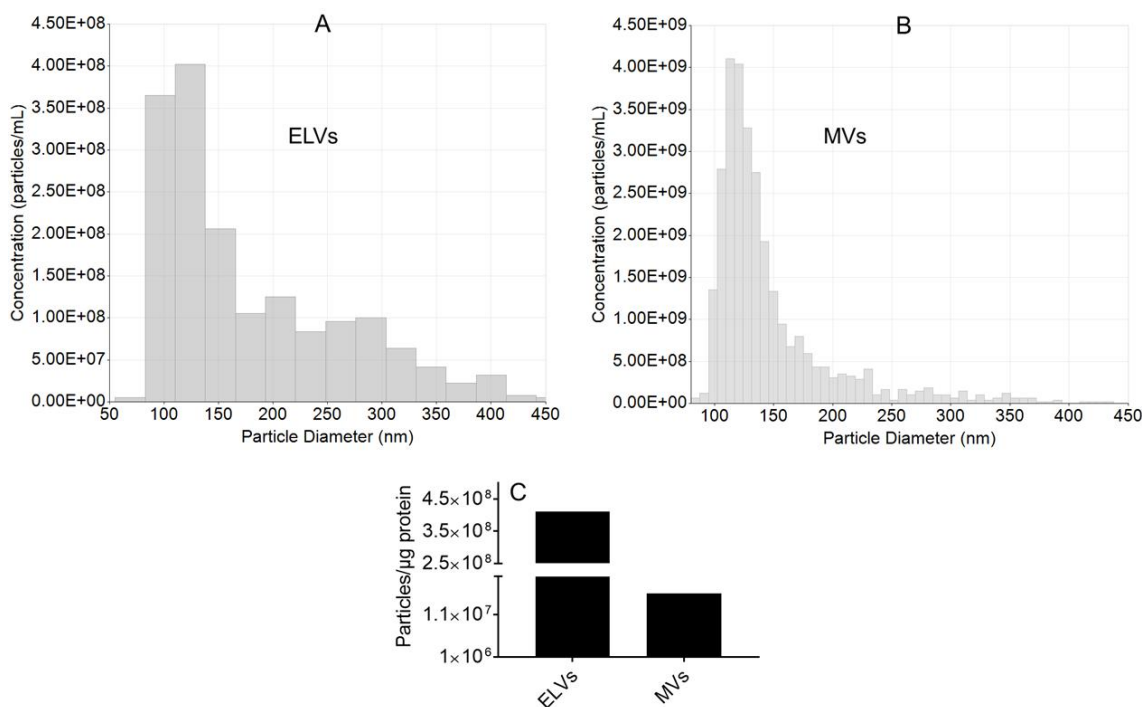 A
ELVs
Concentration (particles/mL)
4.50E+08
4.00E+08
3.50E+08
3.00E+08
2.50E+08
2.00E+08
1.50E+08
1.00E+08
5.00E+07
0.00E+00
50 100 150 200 250 300 350 400 450
Particle Diameter (nm)
B
MVs
Concentration (particles/mL)
4.50E+09
4.00E+09
3.50E+09
3.00E+09
2.50E+09
2.00E+09
1.50E+09
1.00E+09
5.00E+08
0.00E+00
100 150 200 250 300 350 400 450
Particle Diameter (nm)
C
Particles/µg protein
4.5×10⁸
3.5×10⁸
2.5×10⁸
1.1×10⁷
1×10⁶
ELVs
MVs